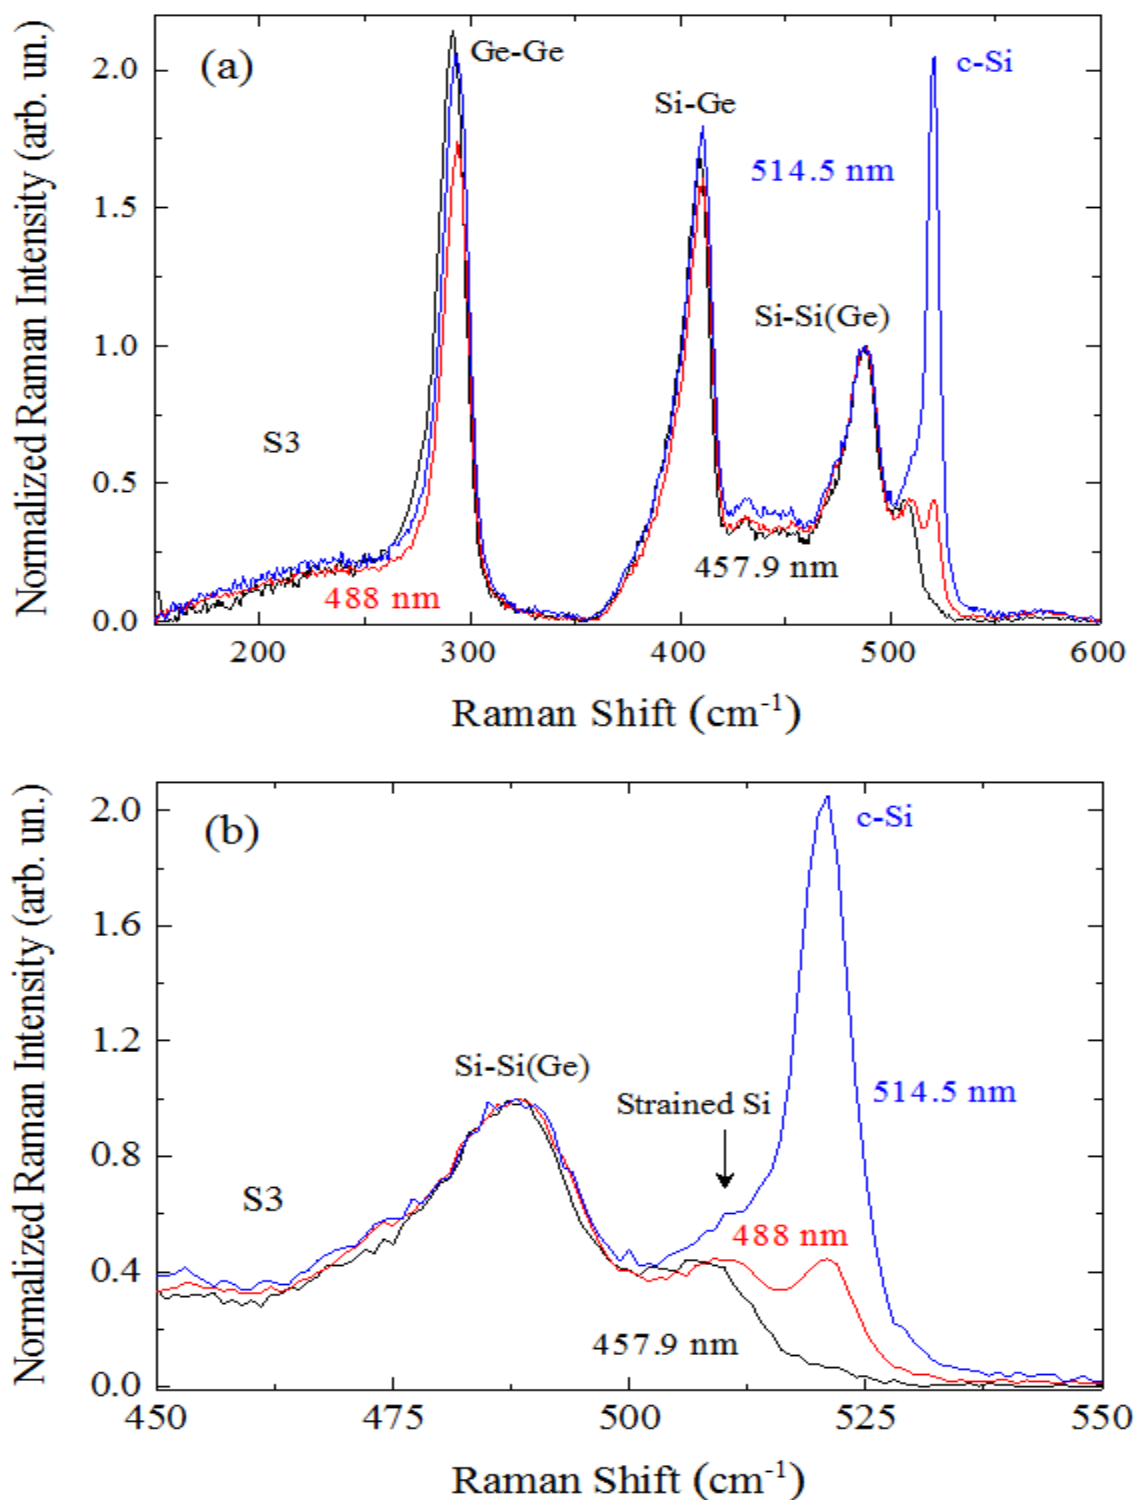 (a)
Ge-Ge
c-Si
Si-Ge
514.5 nm
Si-Si(Ge)
S3
457.9 nm
488 nm
Normalized Raman Intensity (arb. un.)
2.0
1.5
1.0
0.5
0.0
200 300 400 500 600
Raman Shift (cm-1)
(b)
c-Si
Si-Si(Ge)
514.5 nm
Strained Si
S3
488 nm
457.9 nm
Normalized Raman Intensity (arb. un.)
2.0
1.6
1.2
0.8
0.4
0.0
450 475 500 525 550
Raman Shift (cm-1)